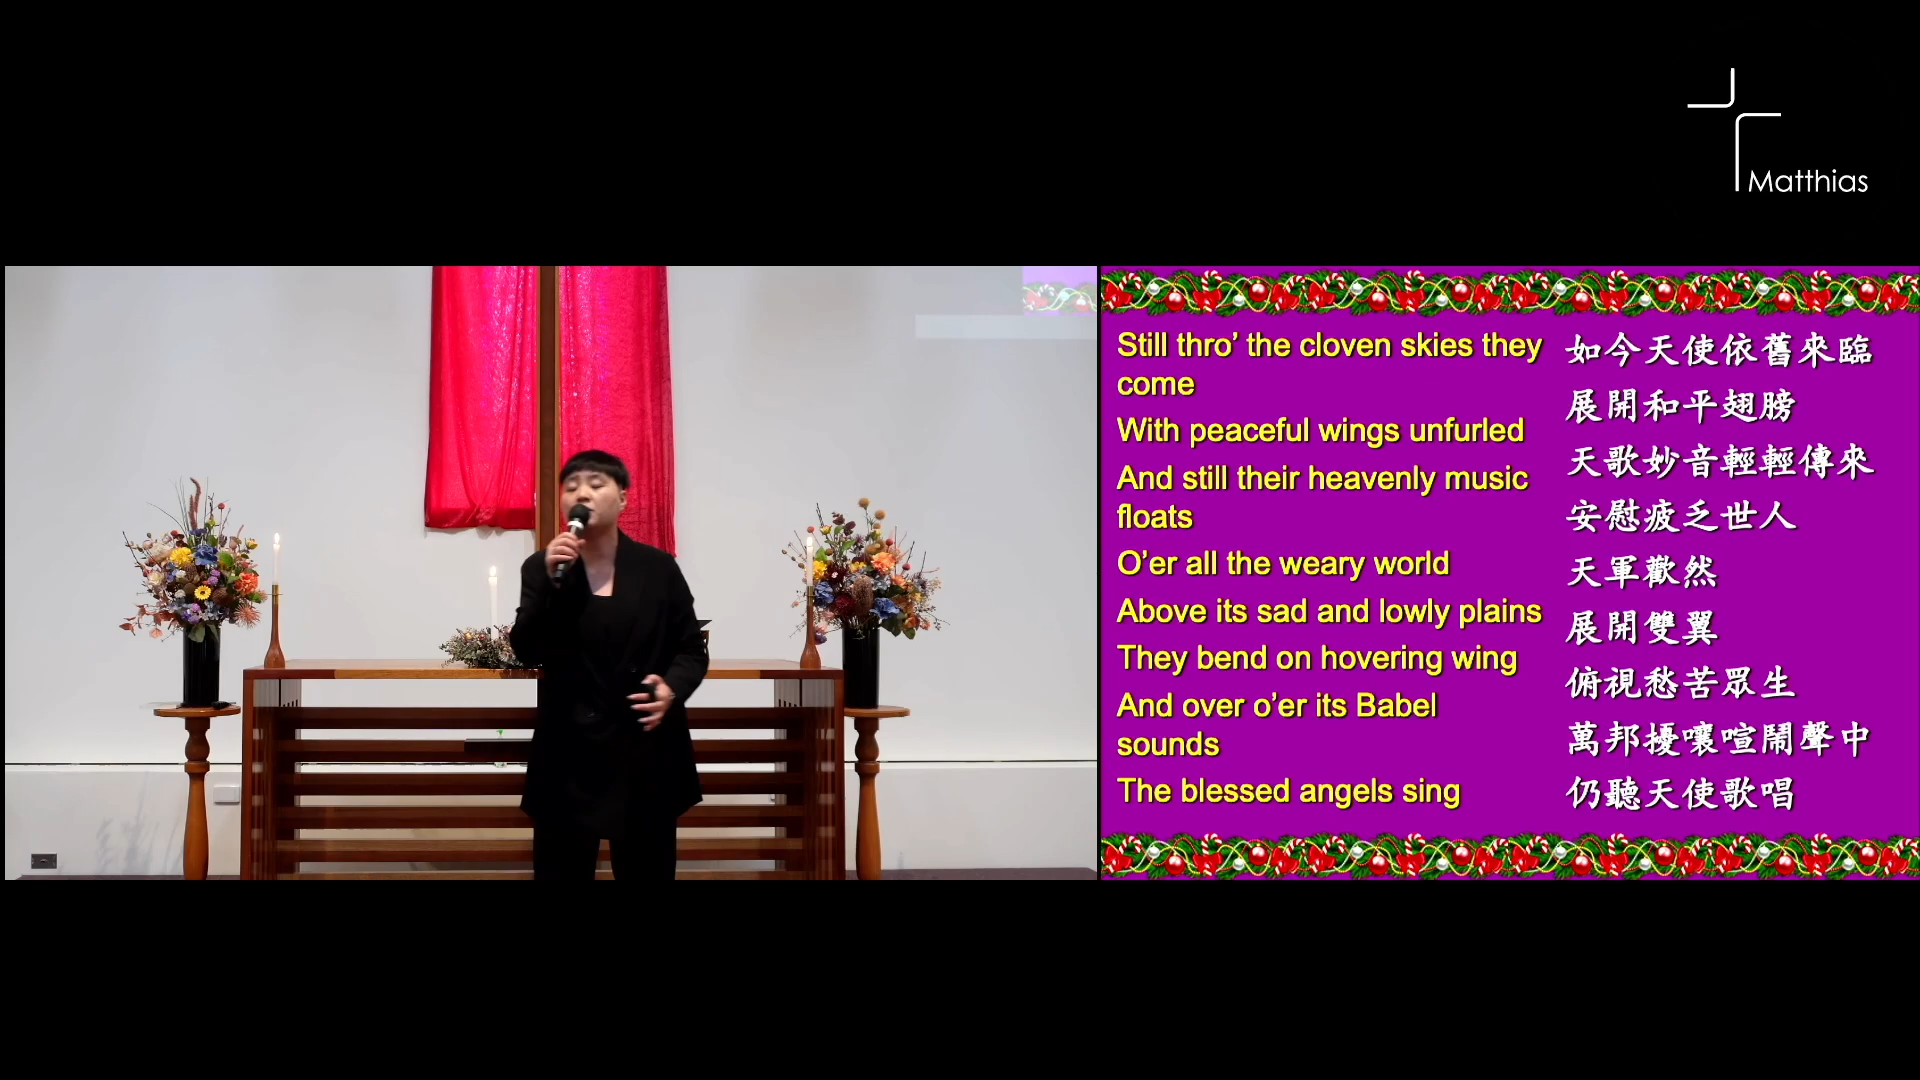 Matthias
Still thro’ the cloven skies they
come
With peaceful wings unfurled
And still their heavenly music
floats
O’er all the weary world
Above its sad and lowly plains
They bend on hovering wing
And over o’er its Babel
sounds
The blessed angels sing
如今天使依舊來臨
展開和平翅膀
天歌妙音輕輕傳來
安慰疲乏世人
天軍歡然
展開雙翼
俯視愁苦眾生
萬邦擾嚷喧鬧聲中
仍聽天使歌唱